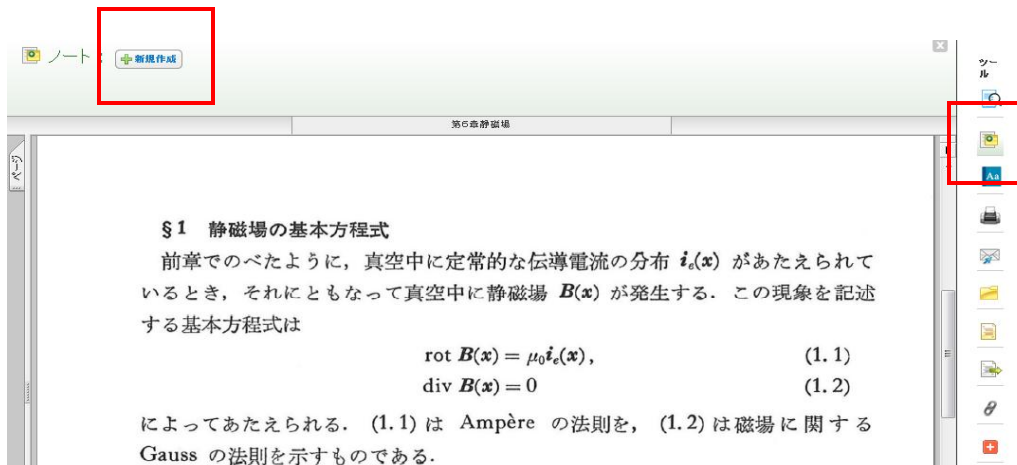 ノート:
新規作成
ツー
ル
第6章静磁場
ページ
Aa
§1 静磁場の基本方程式
前章でのべたように,真空中に定常的な伝導電流の分布 iₑ(x) があたえられて
いるとき,それにともなって真空中に静磁場 B(x) が発生する.この現象を記述
する基本方程式は
rot B(x) = μ₀iₑ(x), (1.1)
div B(x) = 0 (1.2)
によってあたえられる.(1.1) は Ampère の法則を,(1.2) は磁場に関する
Gauss の法則を示すものである.